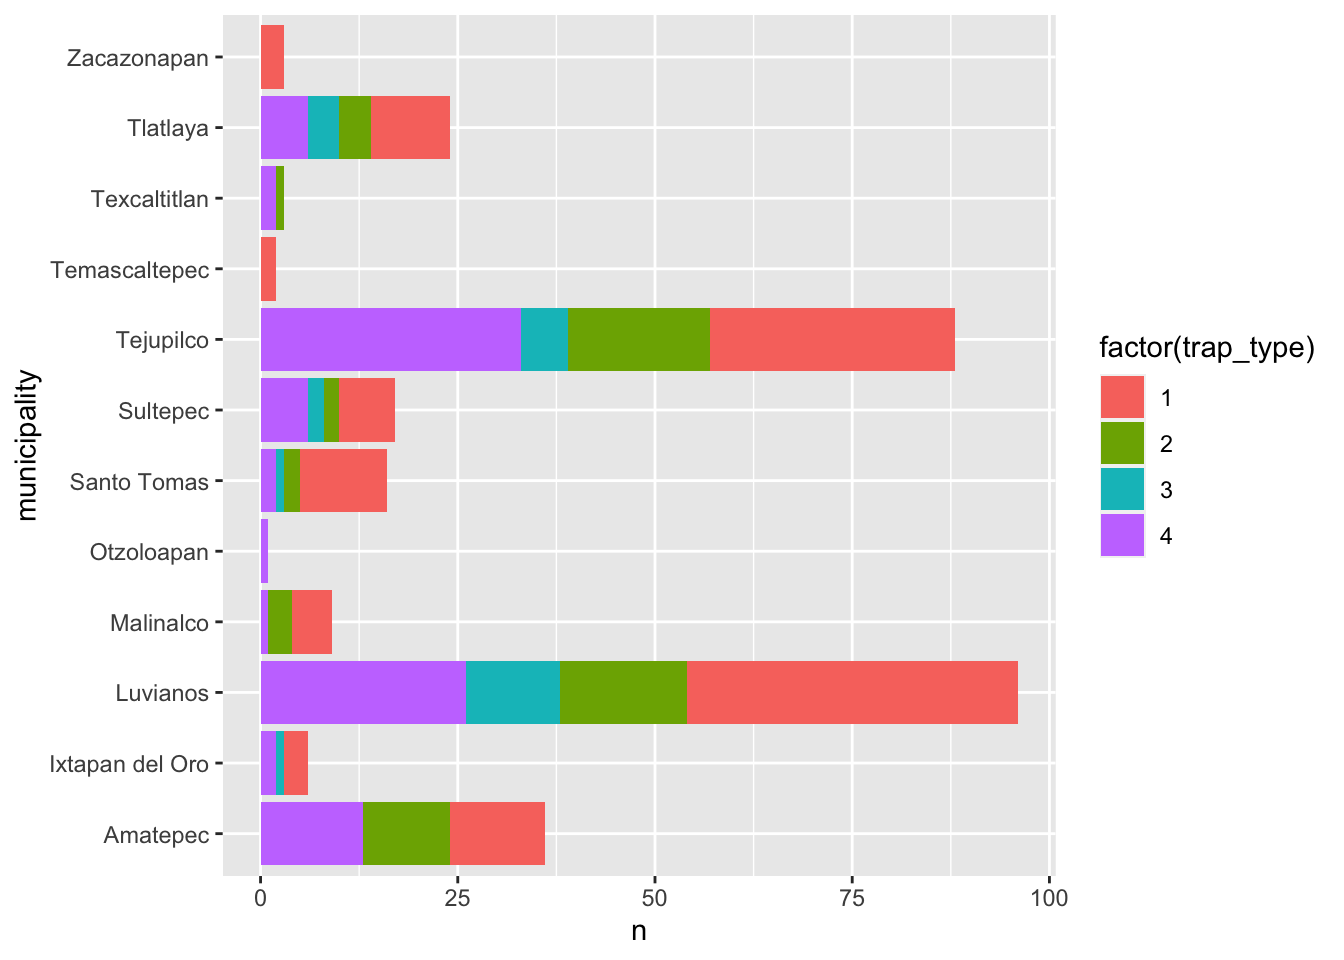 Zacazonapan
Tlatlaya
Texcaltitlan
Temascaltepec
Tejupilco
Sultepec
Santo Tomas
Otzoloapan
Malinalco
Luvianos
Ixtapan del Oro
Amatepec
municipality
0 25 50 75 100
n
factor(trap_type)
1
2
3
4